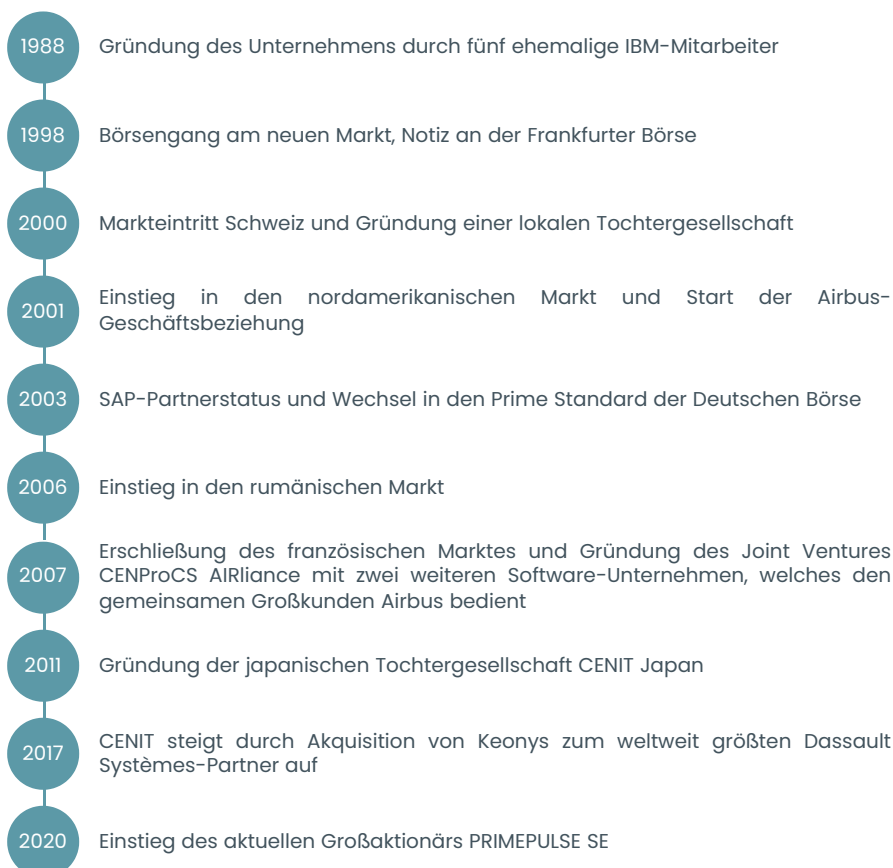 1988
Gründung des Unternehmens durch fünf ehemalige IBM-Mitarbeiter
1998
Börsengang am neuen Markt, Notiz an der Frankfurter Börse
2000
Markteintritt Schweiz und Gründung einer lokalen Tochtergesellschaft
2001
Einstieg in den nordamerikanischen Markt und Start der Airbus-
Geschäftsbeziehung
2003
SAP-Partnerstatus und Wechsel in den Prime Standard der Deutschen Börse
2006
Einstieg in den rumänischen Markt
2007
Erschließung des französischen Marktes und Gründung des Joint Ventures
CENProCS AIRliance mit zwei weiteren Software-Unternehmen, welches den
gemeinsamen Großkunden Airbus bedient
2011
Gründung der japanischen Tochtergesellschaft CENIT Japan
2017
CENIT steigt durch Akquisition von Keonys zum weltweit größten Dassault
Systèmes-Partner auf
2020
Einstieg des aktuellen Großaktionärs PRIMEPULSE SE